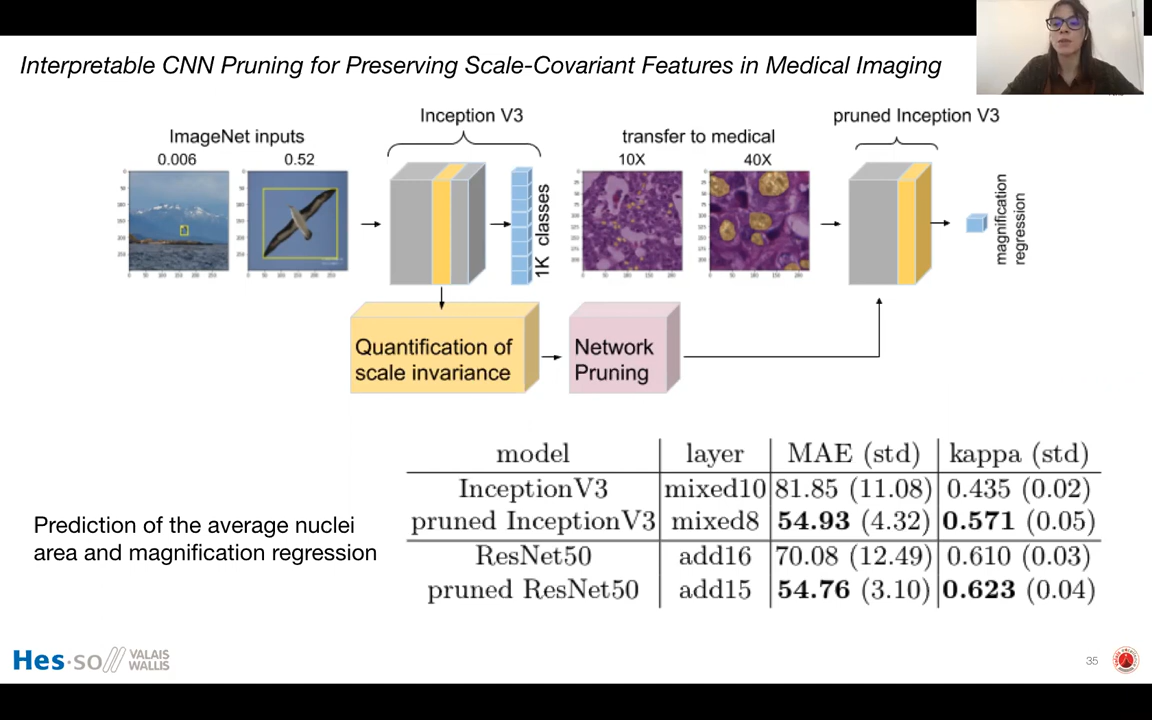 Interpretable CNN Pruning for Preserving Scale-Covariant Features in Medical Imaging
Inception V3
pruned Inception V3
ImageNet inputs
transfer to medical
0.006
0.52
10X
40X
1K classes
magnification
regression
Quantification of
scale invariance
Network
Pruning
model layer MAE (std) kappa (std)
InceptionV3 mixed10 81.85 (11.08) 0.435 (0.02)
pruned InceptionV3 mixed8 54.93 (4.32) 0.571 (0.05)
ResNet50 add16 70.08 (12.49) 0.610 (0.03)
pruned ResNet50 add15 54.76 (3.10) 0.623 (0.04)
Prediction of the average nuclei
area and magnification regression
Hes·so VALAIS
WALLIS
35